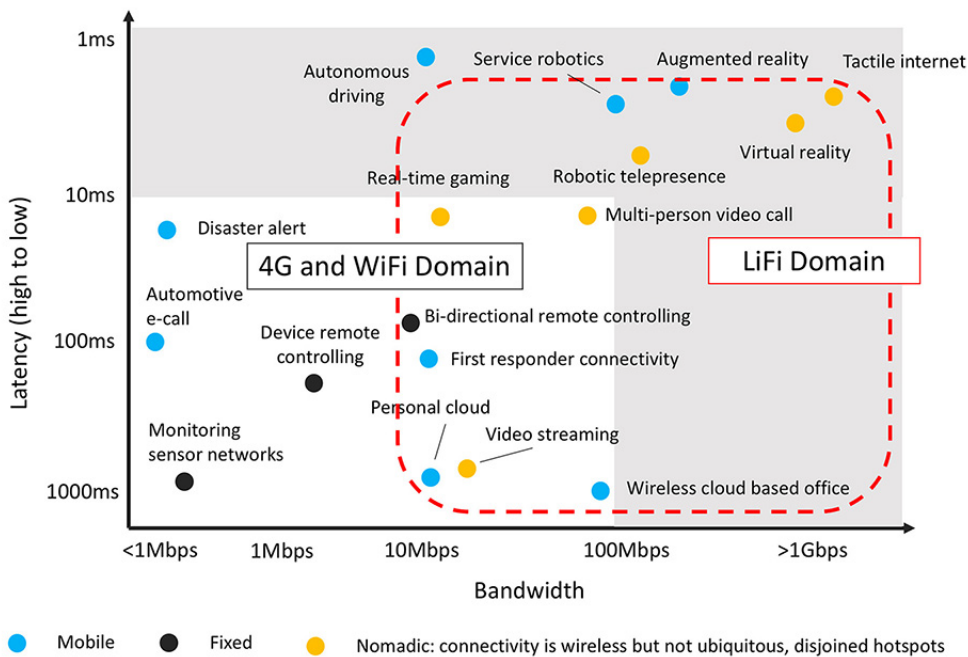 1ms
Service robotics
Augmented reality
Tactile internet
Autonomous
driving
Virtual reality
Robotic telepresence
Real-time gaming
10ms
Multi-person video call
Disaster alert
4G and WiFi Domain
LiFi Domain
Automotive
e-call
Bi-directional remote controlling
Device remote
controlling
100ms
First responder connectivity
Personal cloud
Video streaming
Monitoring
sensor networks
1000ms
Wireless cloud based office
Latency (high to low)
<1Mbps
1Mbps
10Mbps
100Mbps
>1Gbps
Bandwidth
Mobile
Fixed
Nomadic: connectivity is wireless but not ubiquitous, disjoined hotspots